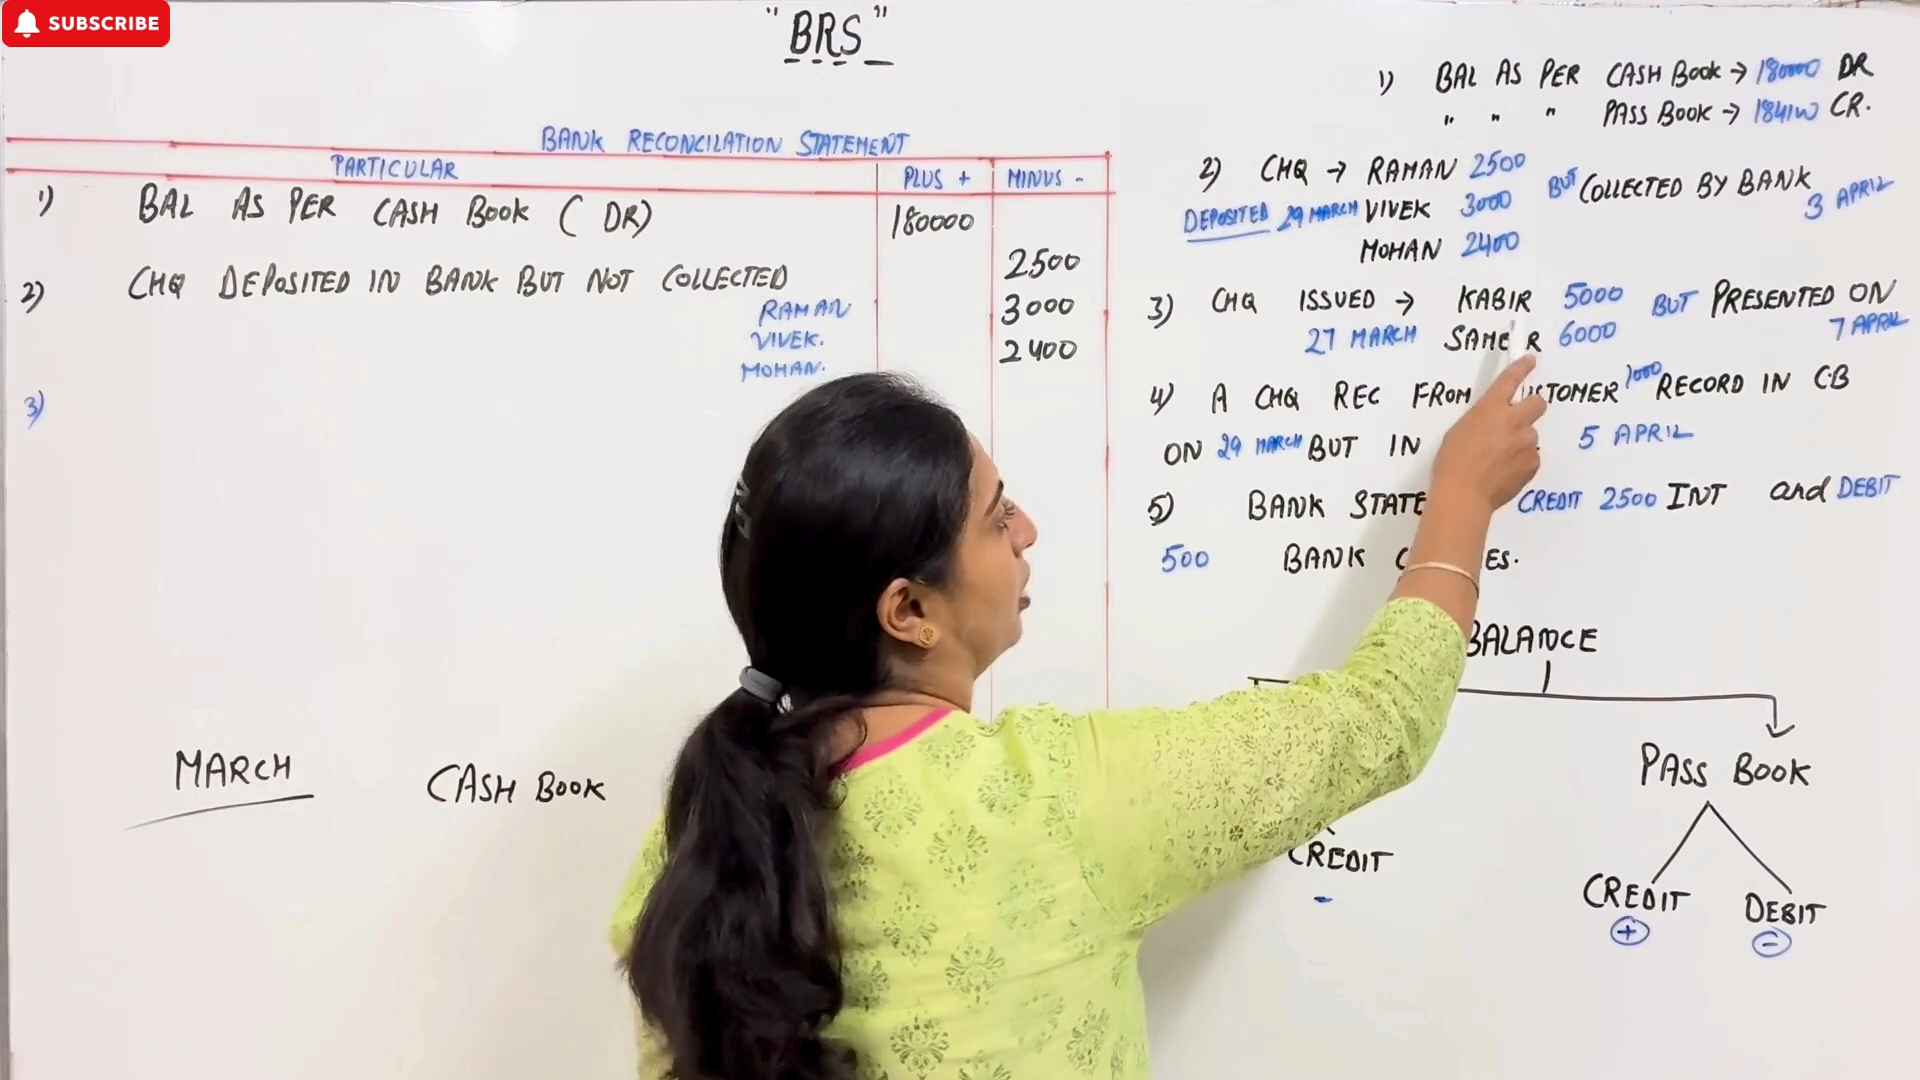 SUBSCRIBE
"BRS"
BANK RECONCILATION STATEMENT
PARTICULAR PLUS + MINUS -
1) BAL AS PER CASH BOOK ( DR) 180000
2) CHQ DEPOSITED IN BANK BUT NOT COLLECTED
RAMAN 2500
VIVEK. 3000
MOHAN. 2400
3)
MARCH CASH BOOK
1) BAL AS PER CASH BOOK → 180000 DR
" " " PASS BOOK → 184100 CR.
2) CHQ → RAMAN 2500 BUT COLLECTED BY BANK
DEPOSITED 29 MARCH VIVEK 3000 3 APRIL
MOHAN 2400
3) CHQ ISSUED → KABIR 5000 BUT PRESENTED ON
27 MARCH SAMER 6000 7 APRIL
4) A CHQ REC FROM 1000 RECORD IN CB
ON 29 MARCH BUT IN 5 APRIL
5) BANK CREDIT 2500 INT and DEBIT
500 BANK
BALANCE
PASS BOOK
CREDIT
-
CREDIT DEBIT
+ -